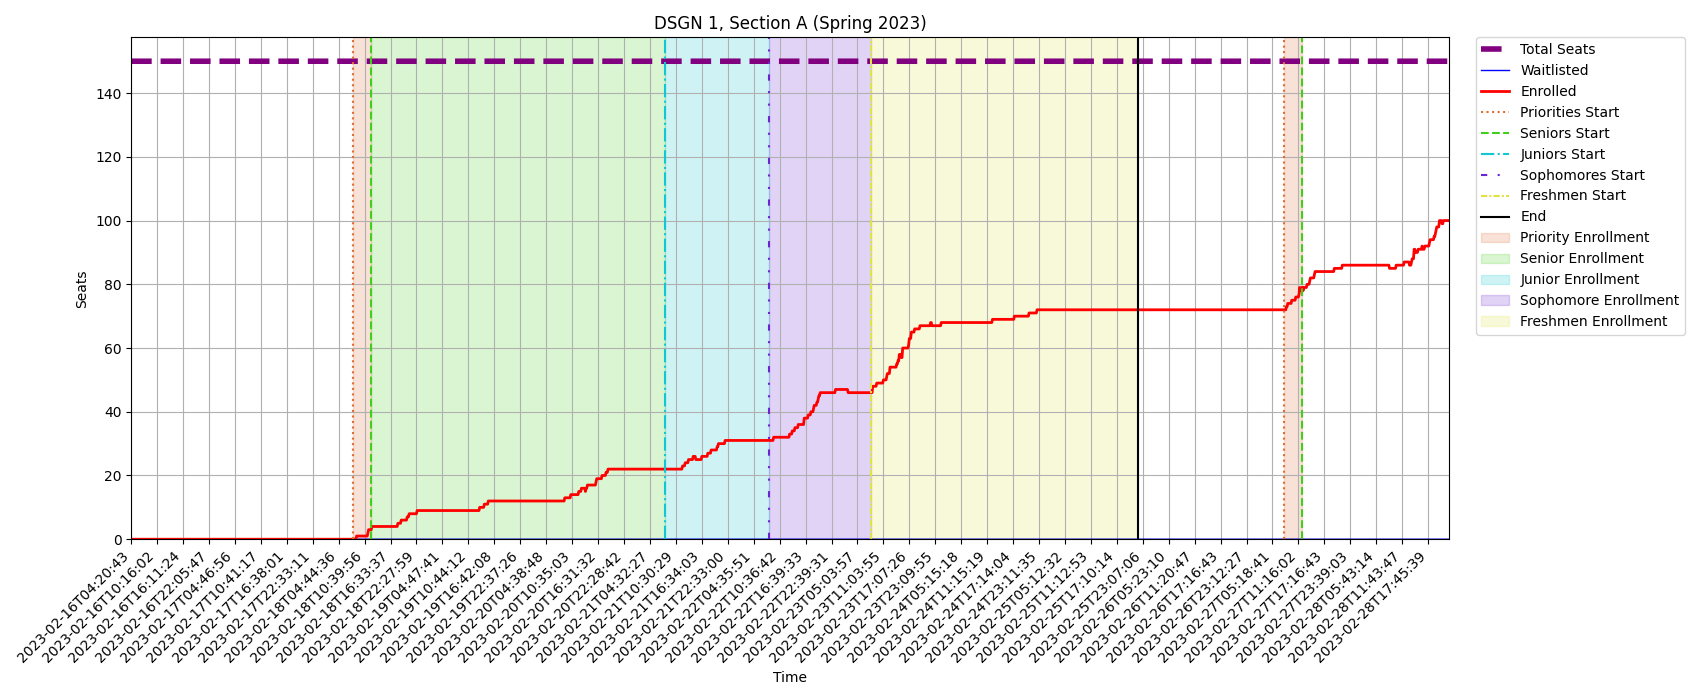 DSGN 1, Section A (Spring 2023)
Seats
140
120
100
80
60
40
20
0
2023-02-16T04:20:43
2023-02-16T10:16:02
2023-02-16T16:11:24
2023-02-16T22:05:47
2023-02-17T04:46:56
2023-02-17T10:41:17
2023-02-17T16:38:01
2023-02-17T22:33:11
2023-02-18T04:44:36
2023-02-18T10:39:56
2023-02-18T16:33:37
2023-02-18T22:27:59
2023-02-19T04:47:41
2023-02-19T10:44:12
2023-02-19T16:42:08
2023-02-19T22:37:26
2023-02-20T04:38:48
2023-02-20T10:35:03
2023-02-20T16:31:32
2023-02-20T22:28:42
2023-02-21T04:32:27
2023-02-21T10:30:29
2023-02-21T16:34:03
2023-02-21T22:33:00
2023-02-22T04:35:51
2023-02-22T10:36:42
2023-02-22T16:39:33
2023-02-22T22:39:31
2023-02-23T05:03:57
2023-02-23T11:03:55
2023-02-23T17:07:26
2023-02-23T23:09:55
2023-02-24T05:15:18
2023-02-24T11:15:19
2023-02-24T17:14:04
2023-02-24T23:11:35
2023-02-25T05:12:32
2023-02-25T11:12:53
2023-02-25T17:10:14
2023-02-25T23:07:06
2023-02-26T05:23:10
2023-02-26T11:20:47
2023-02-26T17:16:43
2023-02-26T23:12:27
2023-02-27T05:18:41
2023-02-27T11:16:02
2023-02-27T17:16:43
2023-02-27T23:39:03
2023-02-28T05:43:14
2023-02-28T11:43:47
2023-02-28T17:45:39
Time
Total Seats
Waitlisted
Enrolled
Priorities Start
Seniors Start
Juniors Start
Sophomores Start
Freshmen Start
End
Priority Enrollment
Senior Enrollment
Junior Enrollment
Sophomore Enrollment
Freshmen Enrollment